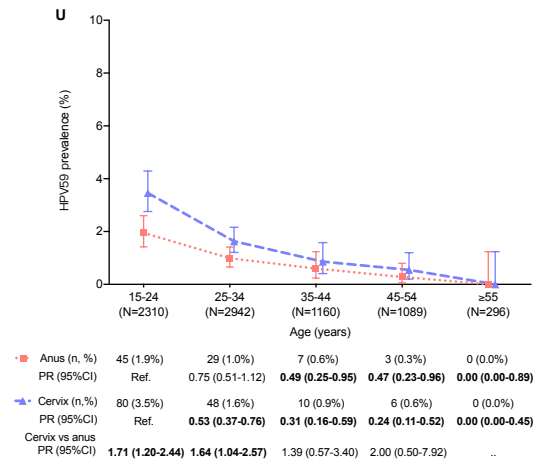 U
10
8
6
4
2
0
HPV59 prevalence (%)
15-24 25-34 35-44 45-54 ≥55
(N=2310) (N=2942) (N=1160) (N=1089) (N=296)
Age (years)
Anus (n, %) 45 (1.9%) 29 (1.0%) 7 (0.6%) 3 (0.3%) 0 (0.0%)
PR (95%CI) Ref. 0.75 (0.51-1.12) 0.49 (0.25-0.95) 0.47 (0.23-0.96) 0.00 (0.00-0.89)
Cervix (n,%) 80 (3.5%) 48 (1.6%) 10 (0.9%) 6 (0.6%) 0 (0.0%)
PR (95%CI) Ref. 0.53 (0.37-0.76) 0.31 (0.16-0.59) 0.24 (0.11-0.52) 0.00 (0.00-0.45)
Cervix vs anus
PR (95%CI) 1.71 (1.20-2.44) 1.64 (1.04-2.57) 1.39 (0.57-3.40) 2.00 (0.50-7.92) ..